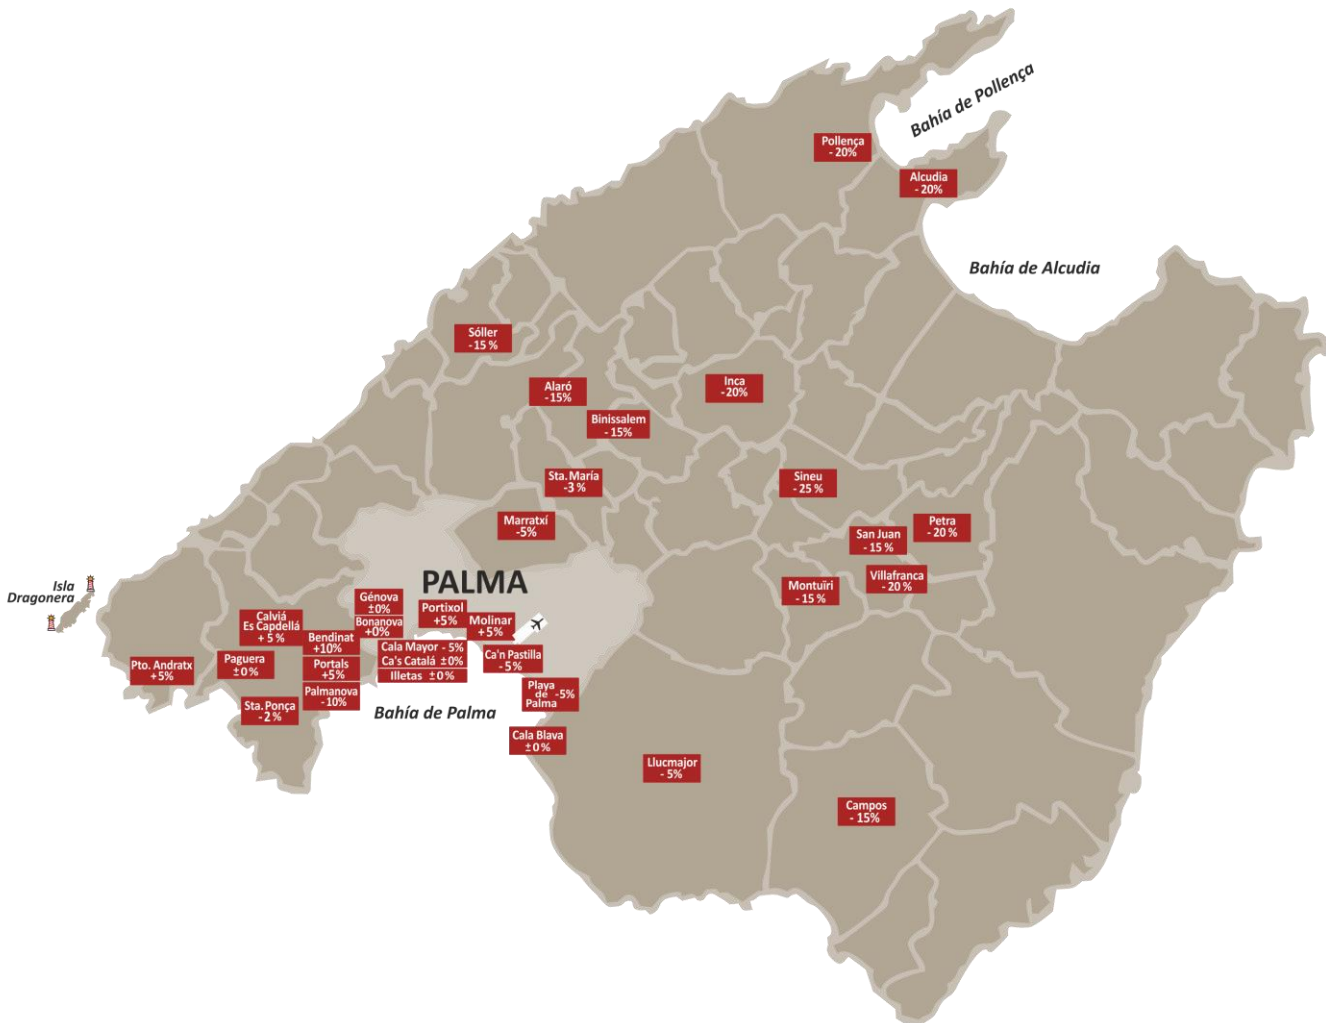 Bahía de Pollença
Pollença
- 20%
Alcudia
- 20%
Bahía de Alcudia
Sóller
-15 %
Alaró
-15%
Inca
-20%
Binissalem
- 15%
Sta. María
-3 %
Sineu
- 25 %
Marratxí
-5%
Petra
- 20 %
San Juan
- 15 %
Villafranca
- 20 %
Montuïri
- 15 %
Isla
Dragonera
PALMA
Génova
±0%
Bonanova
+0%
Portixol
+5%
Molinar
+5%
Calviá
Es Capdellá
+ 5 %
Bendinat
+10%
Portals
+5%
Palmanova
-10%
Cala Mayor - 5%
Ca's Catalá ±0%
Illetas ±0%
Ca'n Pastilla
- 5%
Pto. Andratx
+5%
Paguera
±0 %
Sta. Ponça
- 2 %
Playa
de -5%
Palma
Bahía de Palma
Cala Blava
±0%
Llucmajor
- 5%
Campos
- 15%